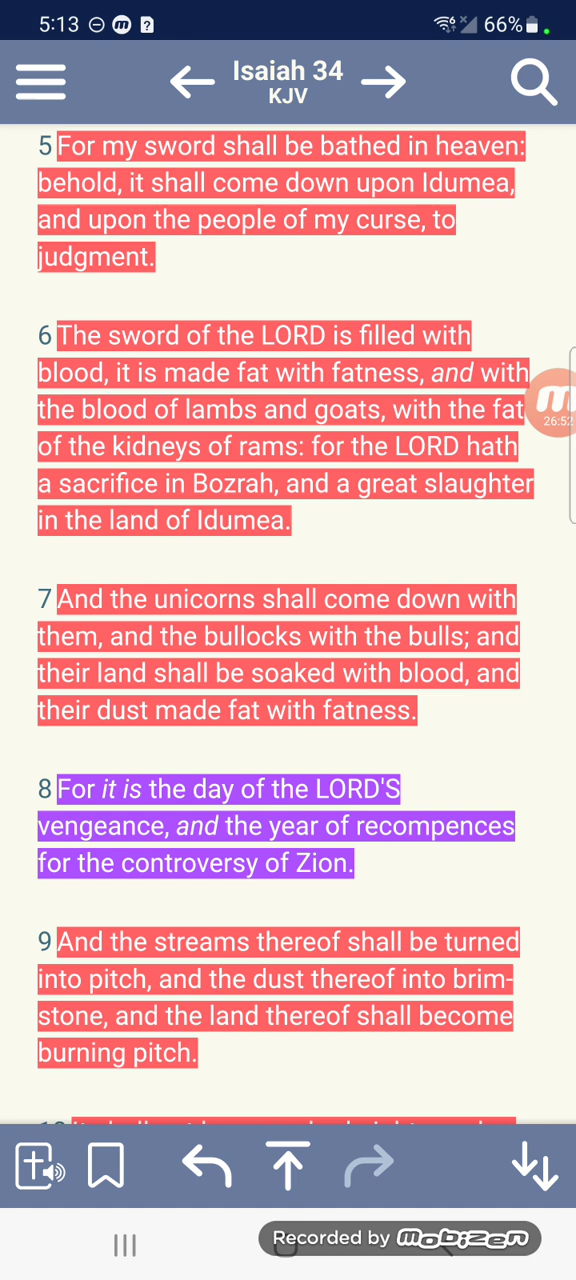 5:13
66%
Isaiah 34
KJV
5 For my sword shall be bathed in heaven:
behold, it shall come down upon Idumea,
and upon the people of my curse, to
judgment.
6 The sword of the LORD is filled with
blood, it is made fat with fatness, and with
the blood of lambs and goats, with the fat
of the kidneys of rams: for the LORD hath
a sacrifice in Bozrah, and a great slaughter
in the land of Idumea.
26:52
7 And the unicorns shall come down with
them, and the bullocks with the bulls; and
their land shall be soaked with blood, and
their dust made fat with fatness.
8 For it is the day of the LORD'S
vengeance, and the year of recompences
for the controversy of Zion.
9 And the streams thereof shall be turned
into pitch, and the dust thereof into brim-
stone, and the land thereof shall become
burning pitch.
Recorded by mobizen